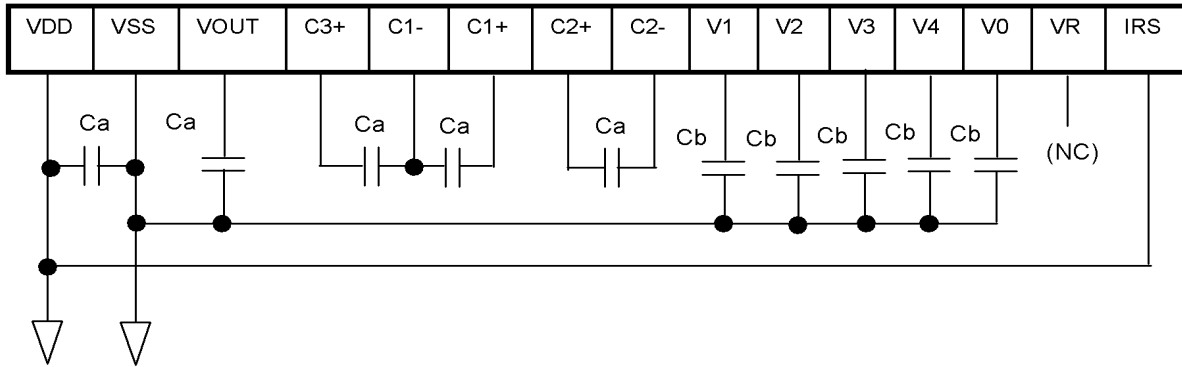 VDD VSS VOUT C3+ C1- C1+ C2+ C2- V1 V2 V3 V4 V0 VR IRS
Ca Ca Ca Ca Ca Cb Cb Cb Cb Cb
(NC)